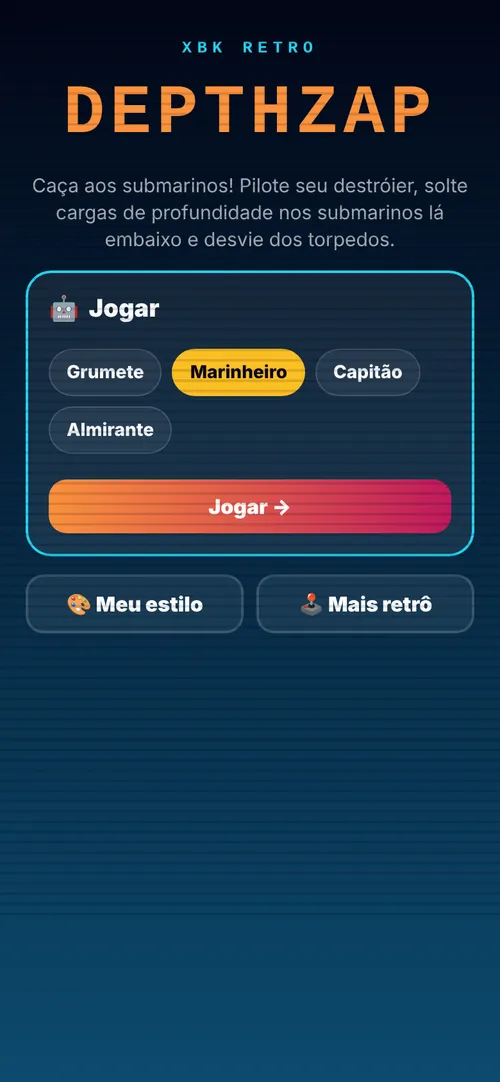 XBK RETRO
DEPTHZAP
Caça aos submarinos! Pilote seu destróier, solte
cargas de profundidade nos submarinos lá
embaixo e desvie dos torpedos.
🤖 Jogar
Grumete Marinheiro Capitão
Almirante
Jogar →
🎨 Meu estilo 🕹️ Mais retrô